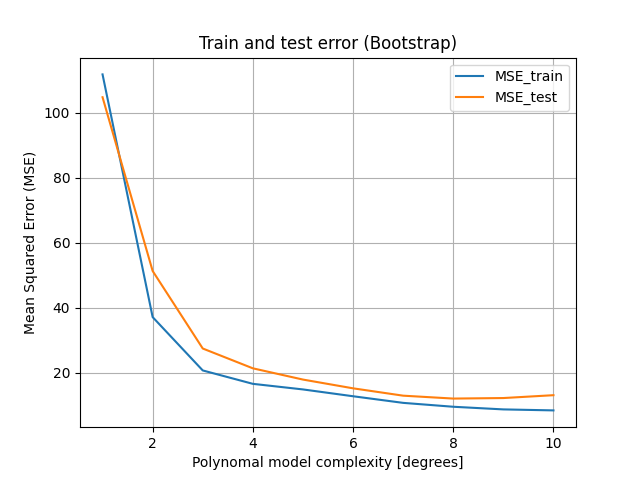 Train and test error (Bootstrap)
MSE_train
MSE_test
Mean Squared Error (MSE)
100
80
60
40
20
2
4
6
8
10
Polynomal model complexity [degrees]